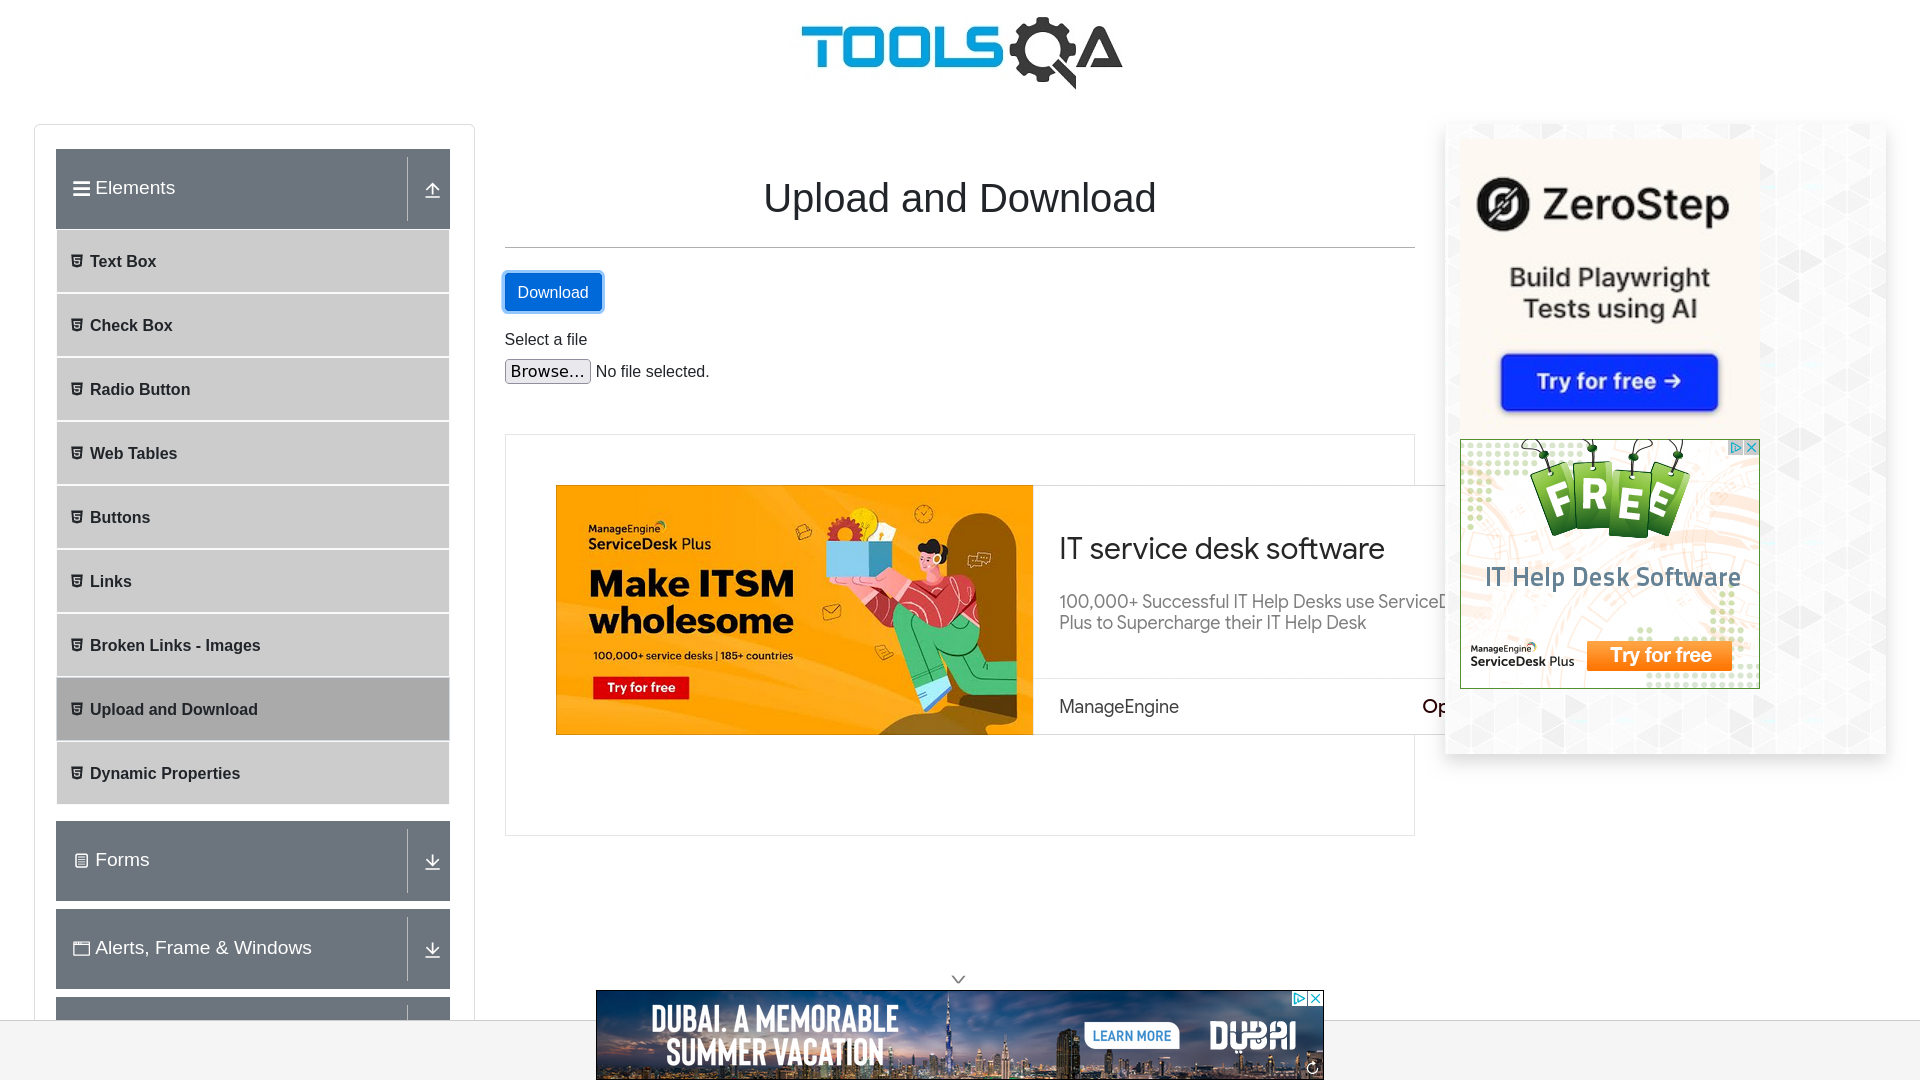 TOOLSQA
Elements
Text Box
Check Box
Radio Button
Web Tables
Buttons
Links
Broken Links - Images
Upload and Download
Dynamic Properties
Forms
Alerts, Frame & Windows
Upload and Download
Download
Select a file
Browse... No file selected.
ManageEngine
ServiceDesk Plus
Make ITSM
wholesome
100,000+ service desks | 185+ countries
Try for free
IT service desk software
100,000+ Successful IT Help Desks use Service
Plus to Supercharge their IT Help Desk
ManageEngine
Op
ZeroStep
Build Playwright
Tests using AI
Try for free →
FREE
IT Help Desk Software
ManageEngine
ServiceDesk Plus
Try for free
DUBAI. A MEMORABLE
SUMMER VACATION
LEARN MORE
DUBAI